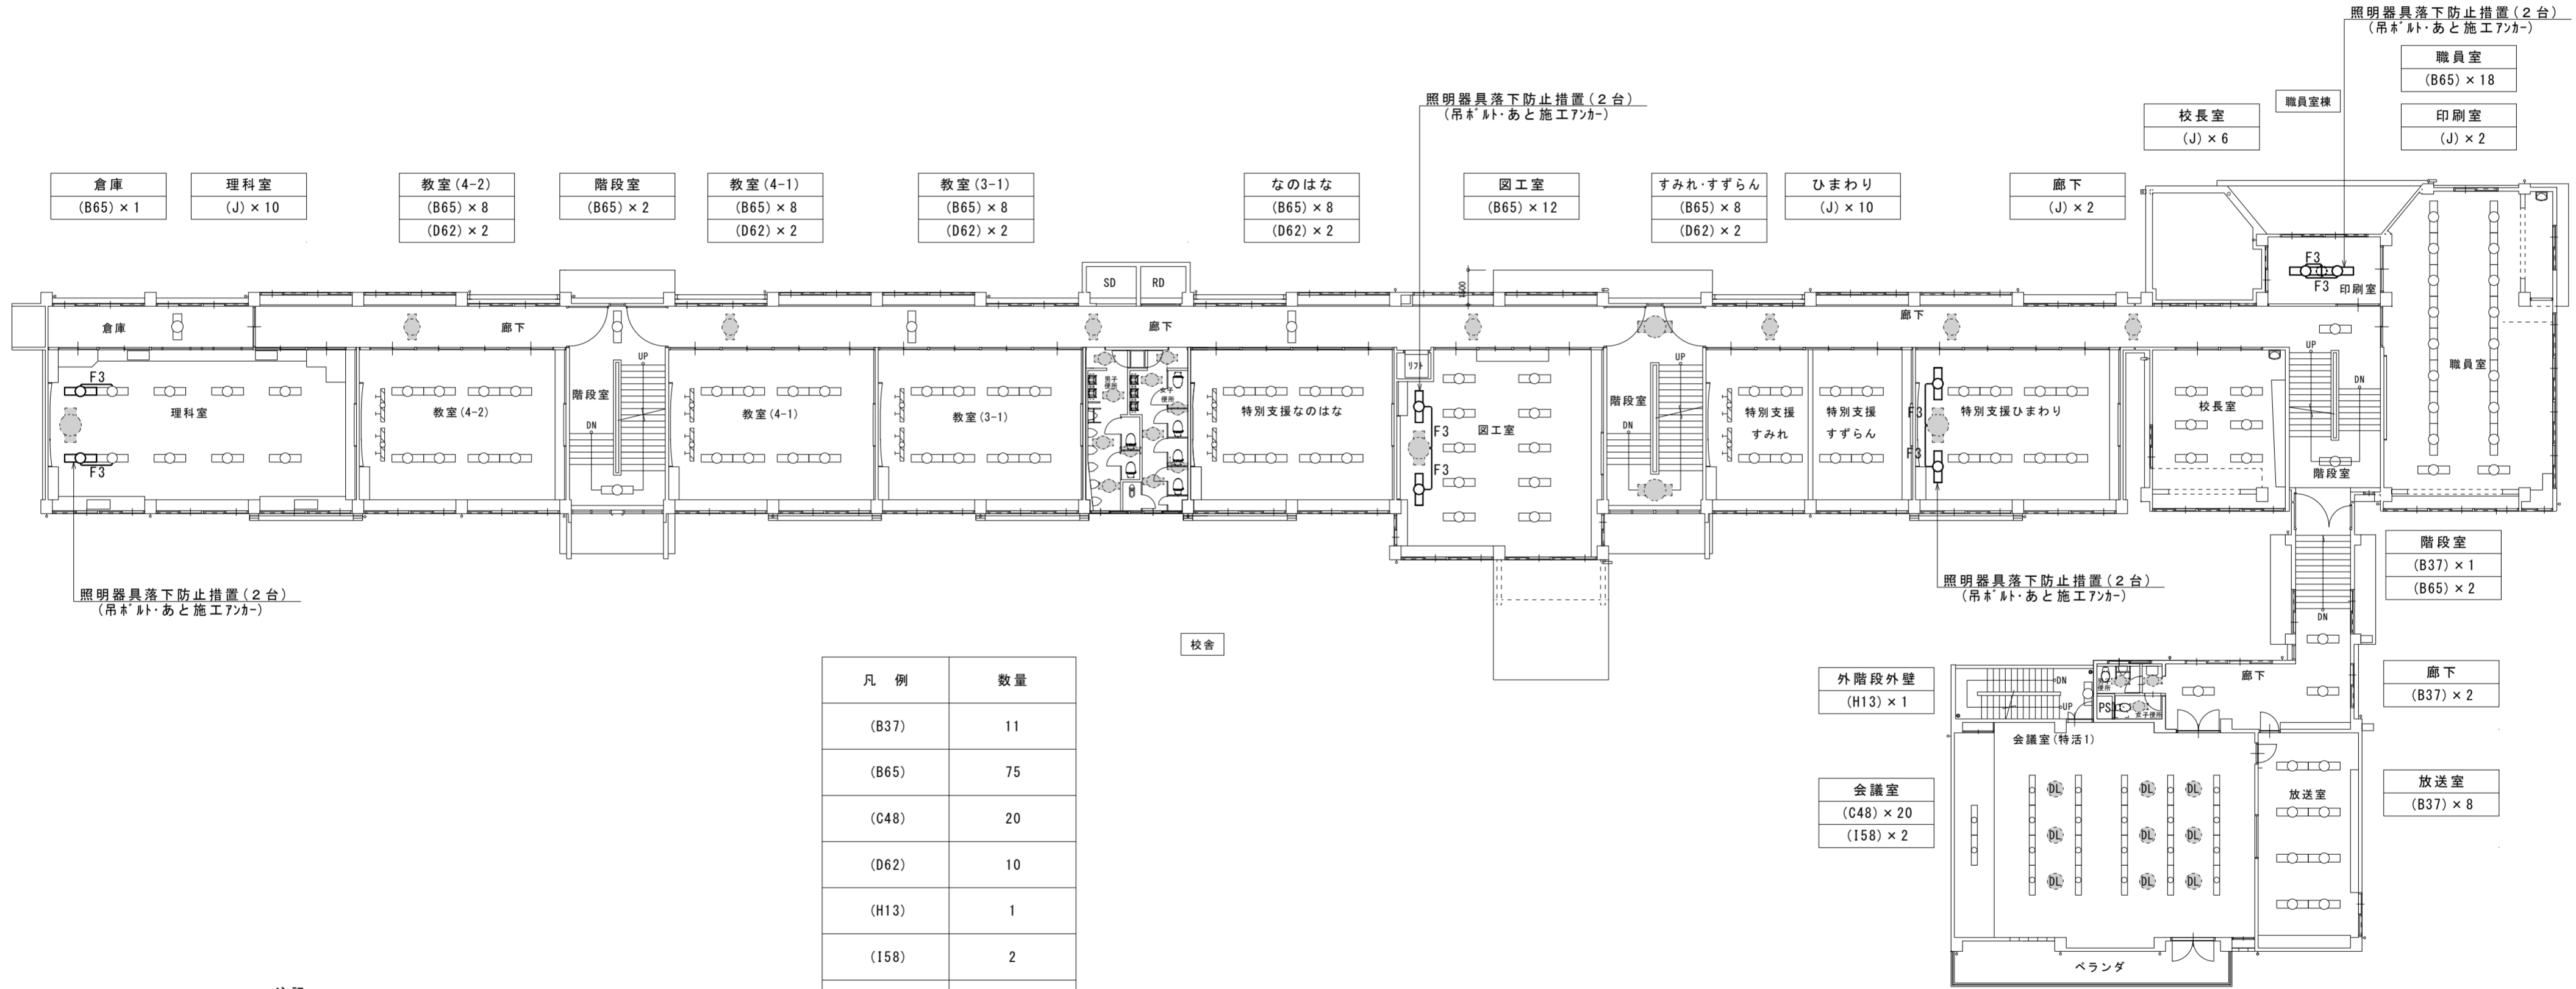 照明器具落下防止措置(2台)
(吊ﾎﾞﾙﾄ・あと施工ｱﾝｶｰ)
職員室
(B65)×18
職員室棟
照明器具落下防止措置(2台)
(吊ﾎﾞﾙﾄ・あと施工ｱﾝｶｰ)
校長室
(J)×6
印刷室
(J)×2
倉庫
(B65)×1
理科室
(J)×10
教室(4-2)
(B65)×8
(D62)×2
階段室
(B65)×2
教室(4-1)
(B65)×8
(D62)×2
教室(3-1)
(B65)×8
(D62)×2
なのはな
(B65)×8
(D62)×2
図工室
(B65)×12
すみれ・すずらん
(B65)×8
(D62)×2
ひまわり
(J)×10
廊下
(J)×2
SD
RD
1500
F3
F3
印刷室
倉庫
廊下
廊下
廊下
UP
UP
UP
DN
リフト
職員室
F3
理科室
F3
教室(4-2)
階段室
DN
教室(4-1)
教室(3-1)
男子
便所
女子
便所
特別支援なのはな
F3
F3
図工室
階段室
DN
特別支援
すみれ
特別支援
すずらん
F3
F3
特別支援ひまわり
校長室
階段室
照明器具落下防止措置(2台)
(吊ﾎﾞﾙﾄ・あと施工ｱﾝｶｰ)
照明器具落下防止措置(2台)
(吊ﾎﾞﾙﾄ・あと施工ｱﾝｶｰ)
階段室
(B37)×1
(B65)×2
DN
校舎
凡 例
数量
(B37)
11
(B65)
75
(C48)
20
(D62)
10
(H13)
1
(I58)
2
外階段外壁
(H13)×1
DN
UP
便所
PS
女子便所
廊下
廊下
(B37)×2
会議室(特活1)
会議室
(C48)×20
(I58)×2
DL
DL
DL
DL
DL
DL
DL
DL
DL
放送室
放送室
(B37)×8
ベランダ